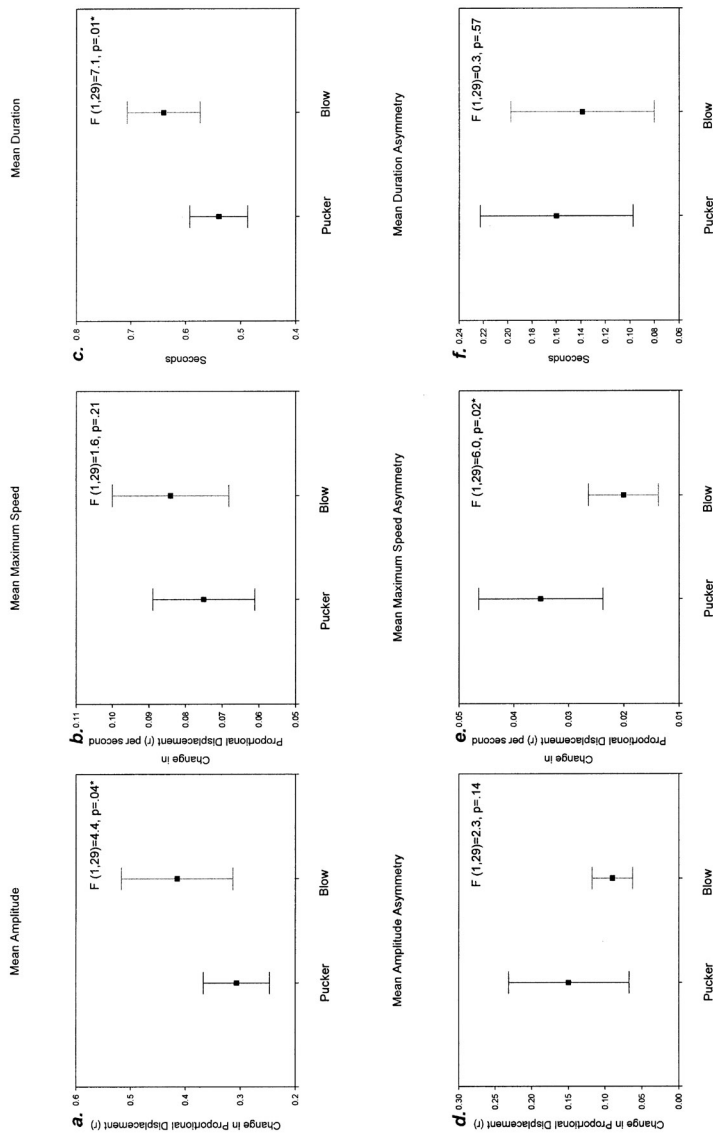 Mean Amplitude
a.
F (1,29)=4.4, p=.04*
Change in Proportional Displacement (r)
0.6
0.5
0.4
0.3
0.2
Pucker
Blow
Mean Maximum Speed
b.
F (1,29)=1.6, p=.21
Change in
Proportional Displacement (r) per second
0.11
0.10
0.09
0.08
0.07
0.06
0.05
Pucker
Blow
Mean Duration
c.
F (1,29)=7.1, p=.01*
Seconds
0.8
0.7
0.6
0.5
0.4
Pucker
Blow
Mean Amplitude Asymmetry
d.
F (1,29)=2.3, p=.14
Change in Proportional Displacement (r)
0.30
0.25
0.20
0.15
0.10
0.05
0.00
Pucker
Blow
Mean Maximum Speed Asymmetry
e.
F (1,29)=6.0, p=.02*
Change in
Proportional Displacement (r) per second
0.05
0.04
0.03
0.02
0.01
Pucker
Blow
Mean Duration Asymmetry
f.
F (1,29)=0.3, p=.57
Seconds
0.24
0.22
0.20
0.18
0.16
0.14
0.12
0.10
0.08
0.06
Pucker
Blow